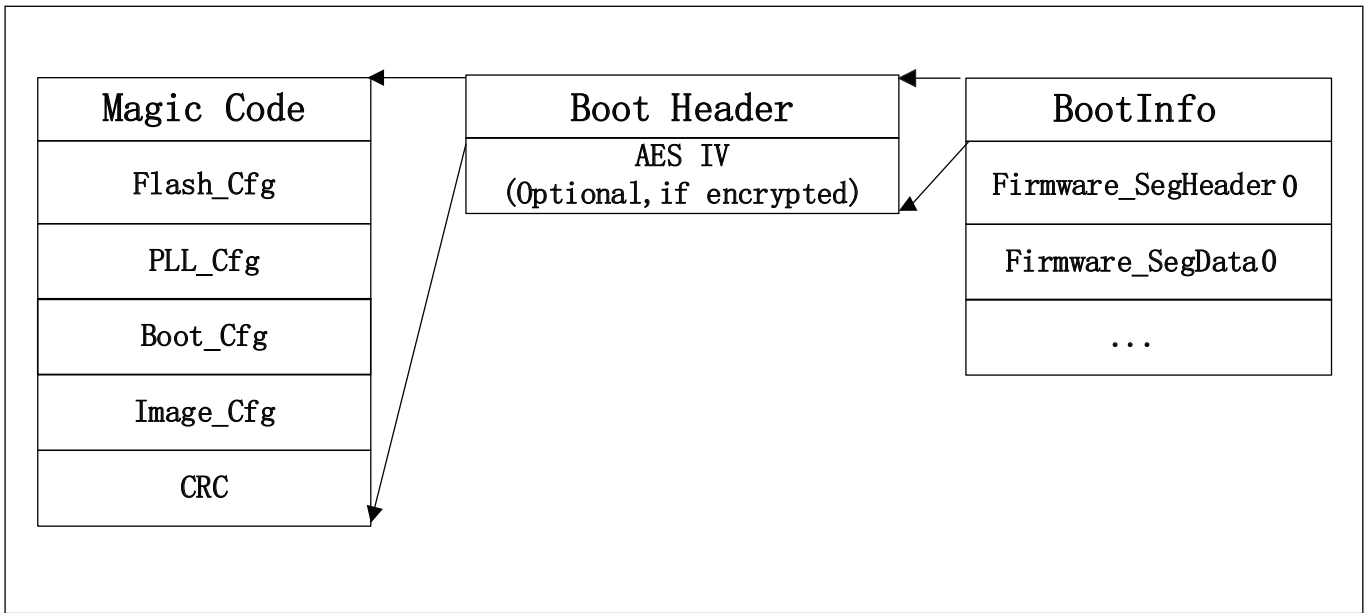 Magic Code
Flash_Cfg
PLL_Cfg
Boot_Cfg
Image_Cfg
CRC
Boot Header
AES IV
(Optional,if encrypted)
BootInfo
Firmware_SegHeader0
Firmware_SegData0
...